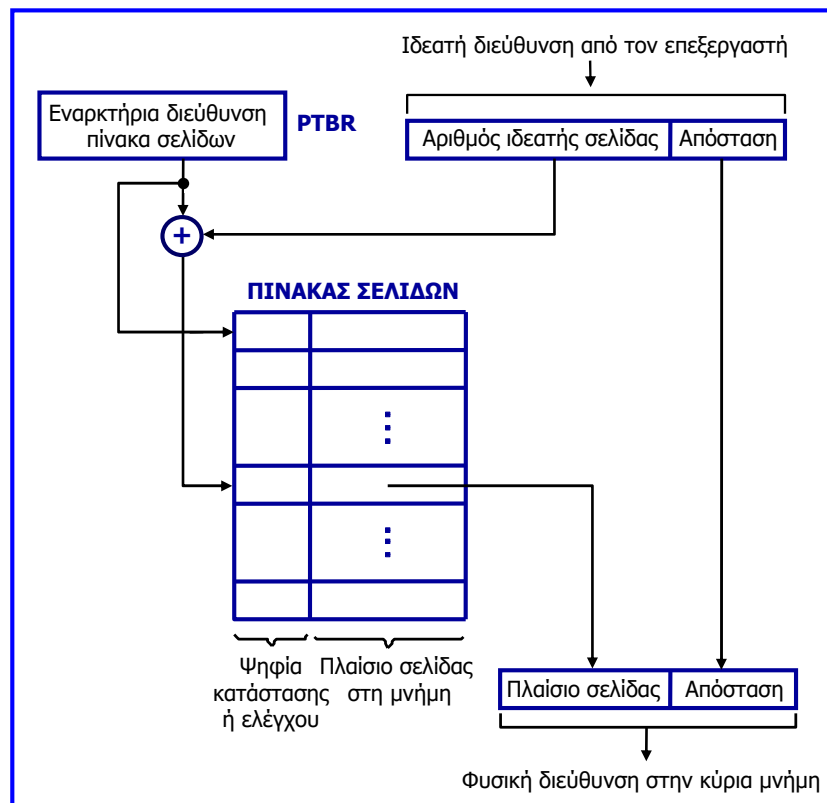 Ιδεατή διεύθυνση από τον επεξεργαστή
Εναρκτήρια διεύθυνση
πίνακα σελίδων
PTBR
Αριθμός ιδεατής σελίδας
Απόσταση
+
ΠΙΝΑΚΑΣ ΣΕΛΙΔΩΝ
Ψηφία
κατάστασης
ή ελέγχου
Πλαίσιο σελίδας
στη μνήμη
Πλαίσιο σελίδας
Απόσταση
Φυσική διεύθυνση στην κύρια μνήμη